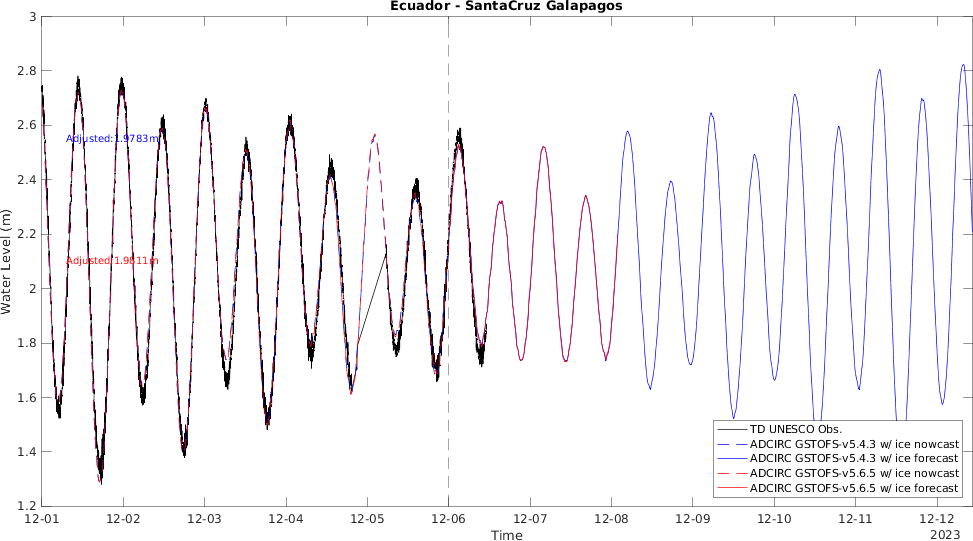 Ecuador - SantaCruz Galapagos
3
2.8
2.6
2.4
2.2
2
1.8
1.6
1.4
1.2
Water Level (m)
Adjusted:1.9783m
Adjusted:1.9811m
TD UNESCO Obs.
ADCIRC GSTOFS-v5.4.3 w/ ice nowcast
ADCIRC GSTOFS-v5.4.3 w/ ice forecast
ADCIRC GSTOFS-v5.6.5 w/ ice nowcast
ADCIRC GSTOFS-v5.6.5 w/ ice forecast
12-01 12-02 12-03 12-04 12-05 12-06 12-07 12-08 12-09 12-10 12-11 12-12
Time
2023